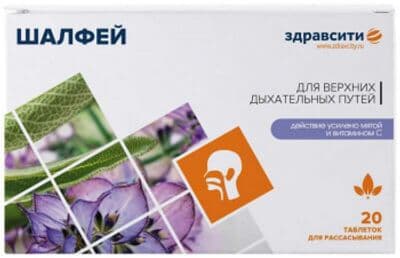 ШАЛФЕЙ
здравсити
www.zdravcity.ru
ДЛЯ ВЕРХНИХ
ДЫХАТЕЛЬНЫХ ПУТЕЙ
действие усилено мятой
и витамином С
20
ТАБЛЕТОК
ДЛЯ РАССАСЫВАНИЯ